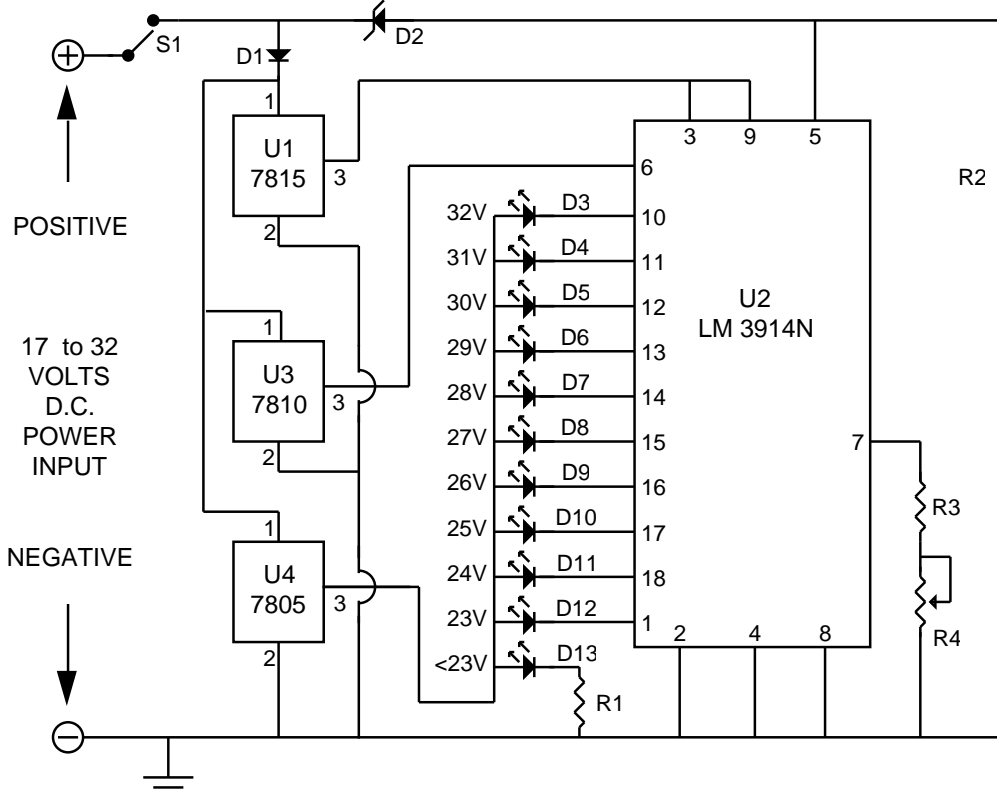 S1
D1
D2
1
U1
7815
3
2
3
9
5
6
R2
POSITIVE
32V
D3
10
31V
D4
11
30V
D5
12
U2
LM 3914N
17 to 32
VOLTS
D.C.
POWER
INPUT
1
U3
7810
3
2
29V
D6
13
28V
D7
14
27V
D8
15
7
26V
D9
16
R3
25V
D10
17
NEGATIVE
1
U4
7805
3
2
24V
D11
18
23V
D12
1
2
4
8
R4
<23V
D13
R1